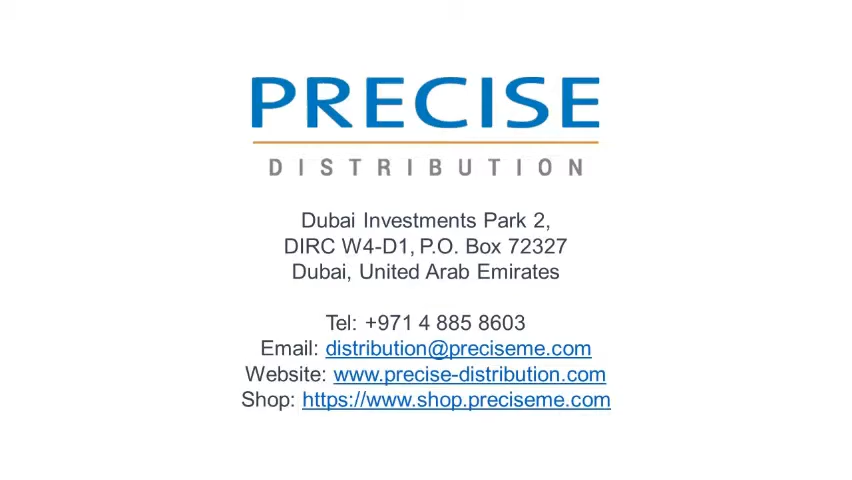 PRECISE
DISTRIBUTION
Dubai Investments Park 2,
DIRC W4-D1, P.O. Box 72327
Dubai, United Arab Emirates
Tel: +971 4 885 8603
Email: distribution@preciseme.com
Website: www.precise-distribution.com
Shop: https://www.shop.preciseme.com